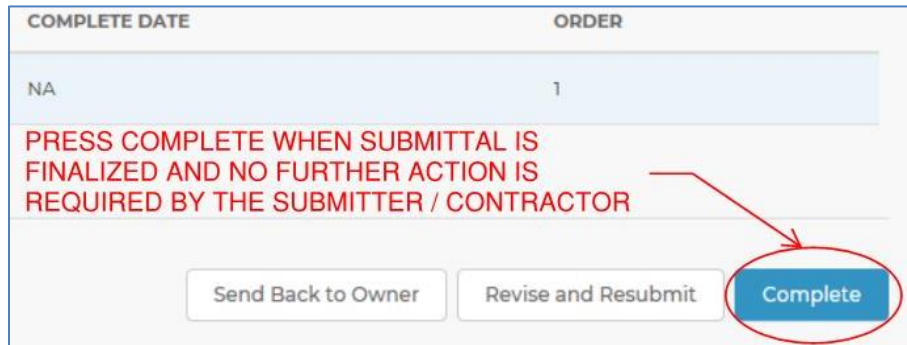 COMPLETE DATE ORDER
NA 1
PRESS COMPLETE WHEN SUBMITTAL IS
FINALIZED AND NO FURTHER ACTION IS
REQUIRED BY THE SUBMITTER / CONTRACTOR
Send Back to Owner Revise and Resubmit Complete